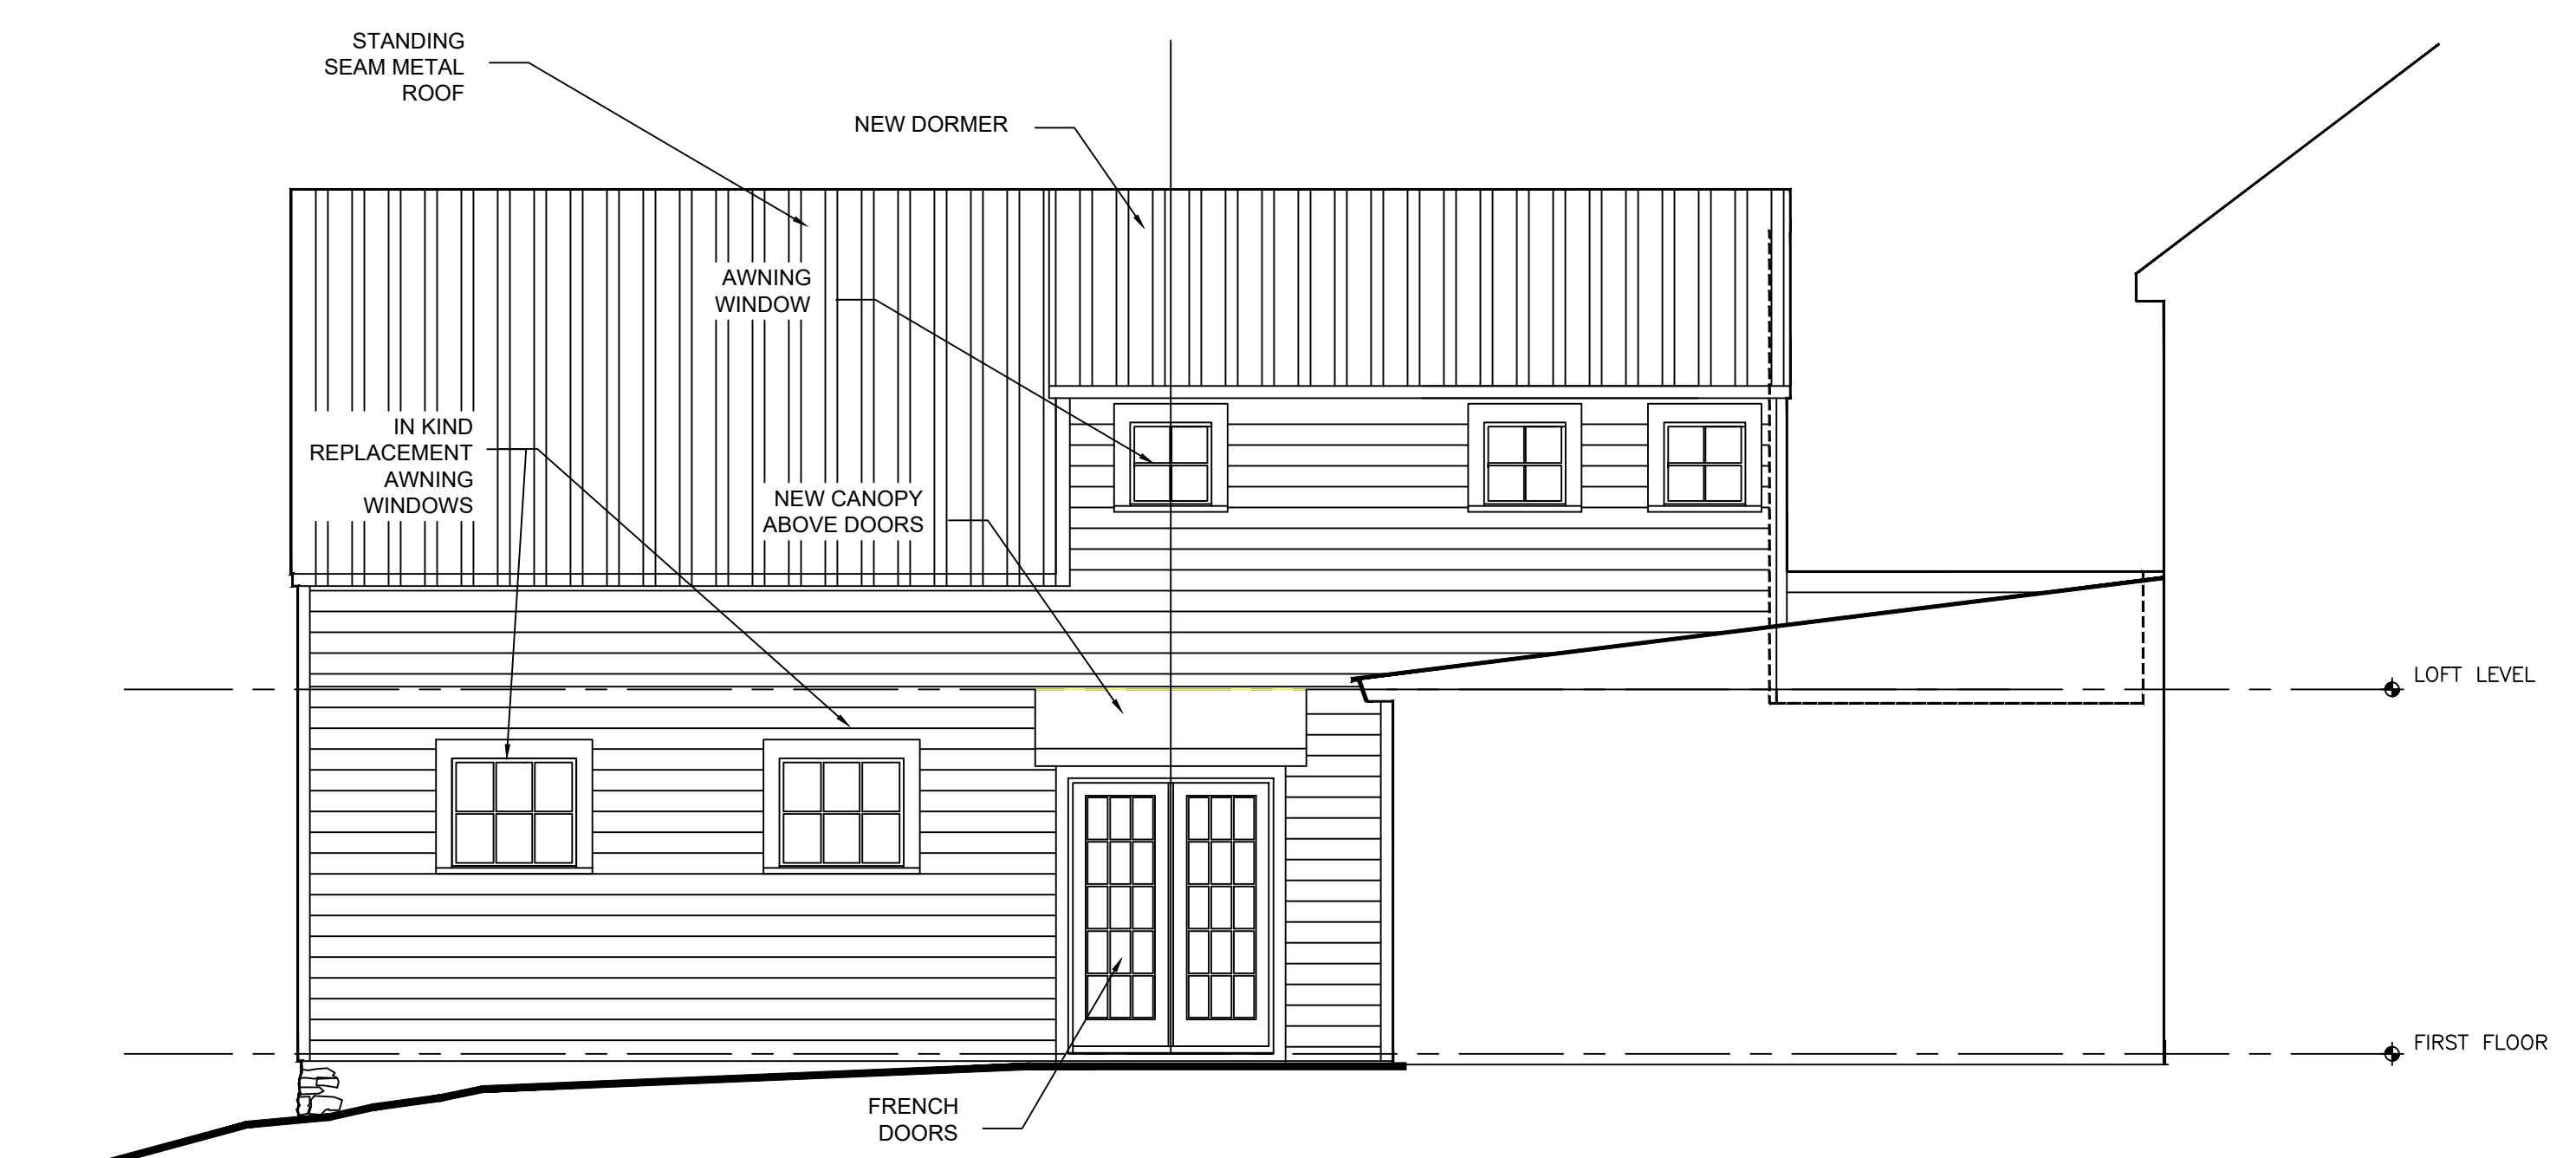 STANDING
SEAM METAL
ROOF
NEW DORMER
AWNING
WINDOW
IN KIND
REPLACEMENT
AWNING
WINDOWS
NEW CANOPY
ABOVE DOORS
LOFT LEVEL
FIRST FLOOR
FRENCH
DOORS